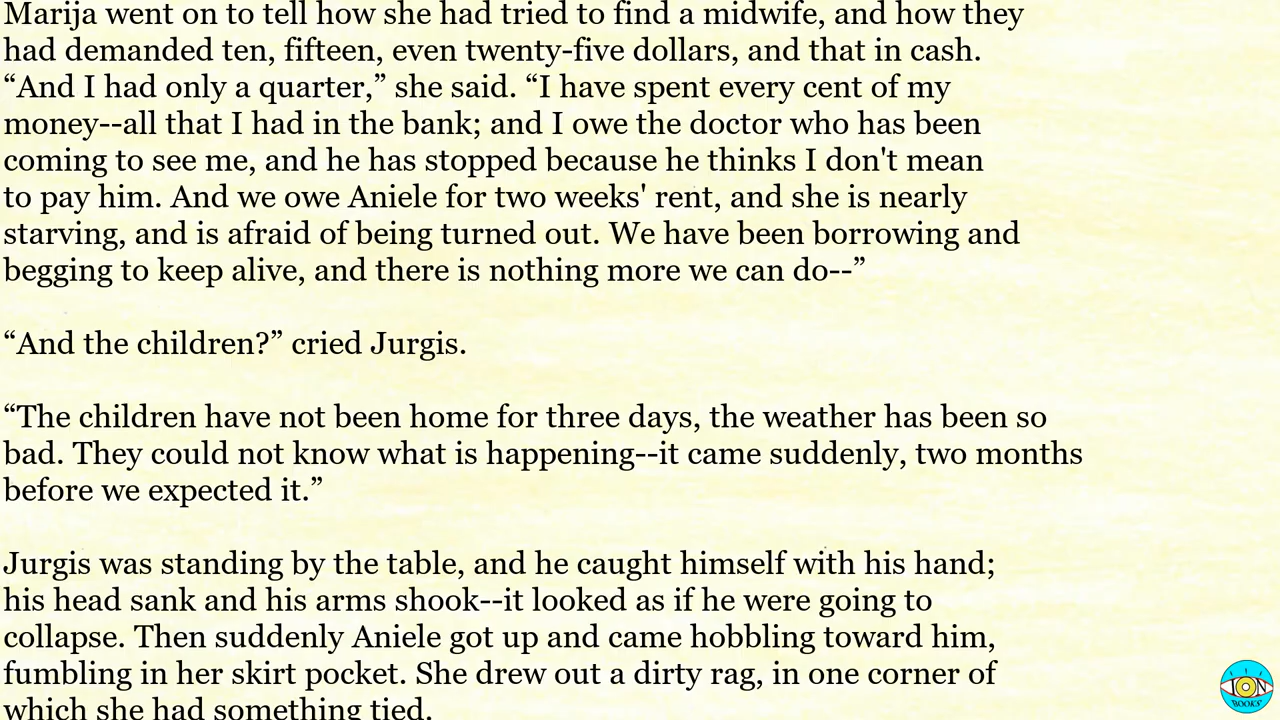 Marija went on to tell how she had tried to find a midwife, and how they
had demanded ten, fifteen, even twenty-five dollars, and that in cash.
“And I had only a quarter,” she said. “I have spent every cent of my
money--all that I had in the bank; and I owe the doctor who has been
coming to see me, and he has stopped because he thinks I don't mean
to pay him. And we owe Aniele for two weeks' rent, and she is nearly
starving, and is afraid of being turned out. We have been borrowing and
begging to keep alive, and there is nothing more we can do--”
“And the children?” cried Jurgis.
“The children have not been home for three days, the weather has been so
bad. They could not know what is happening--it came suddenly, two months
before we expected it.”
Jurgis was standing by the table, and he caught himself with his hand;
his head sank and his arms shook--it looked as if he were going to
collapse. Then suddenly Aniele got up and came hobbling toward him,
fumbling in her skirt pocket. She drew out a dirty rag, in one corner of
which she had something tied.
ION
BOOKS